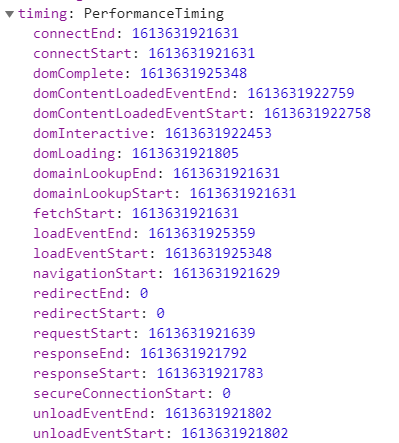 timing: PerformanceTiming
connectEnd: 1613631921631
connectStart: 1613631921631
domComplete: 1613631925348
domContentLoadedEventEnd: 1613631922759
domContentLoadedEventStart: 1613631922758
domInteractive: 1613631922453
domLoading: 1613631921805
domainLookupEnd: 1613631921631
domainLookupStart: 1613631921631
fetchStart: 1613631921631
loadEventEnd: 1613631925359
loadEventStart: 1613631925348
navigationStart: 1613631921629
redirectEnd: 0
redirectStart: 0
requestStart: 1613631921639
responseEnd: 1613631921792
responseStart: 1613631921783
secureConnectionStart: 0
unloadEventEnd: 1613631921802
unloadEventStart: 1613631921802